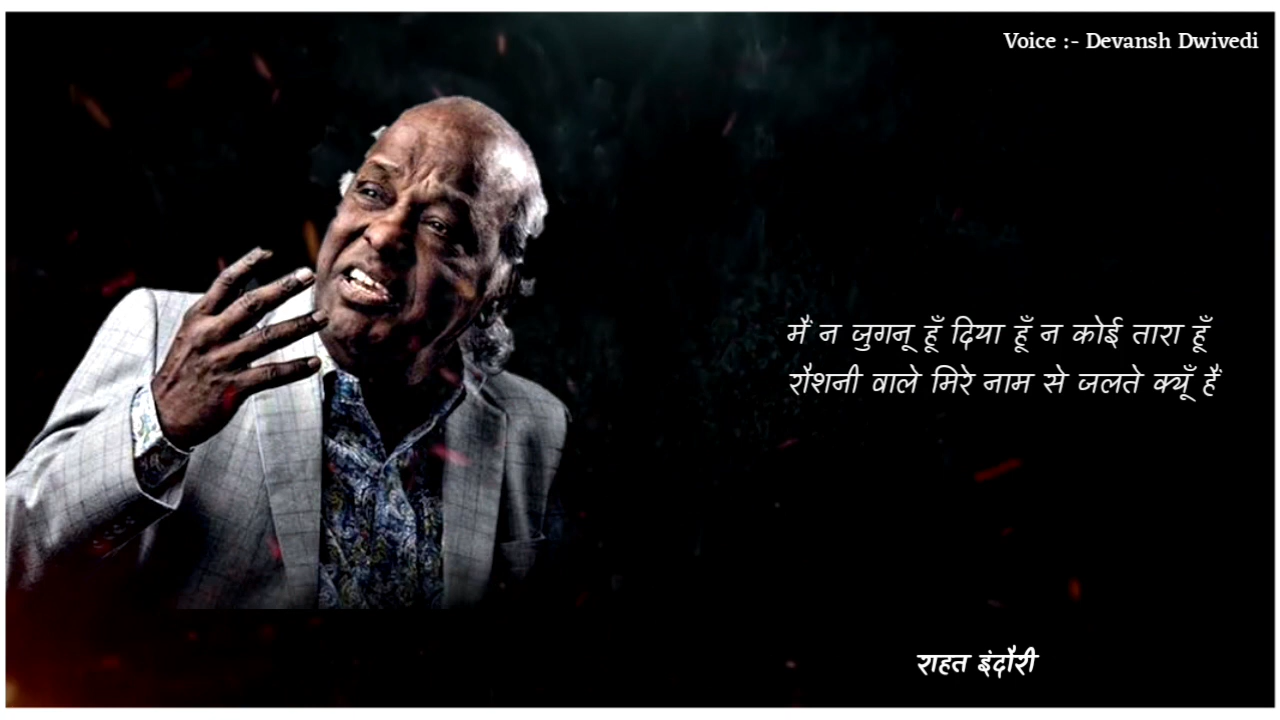 Voice :- Devansh Dwivedi
मैं न जुगनू हूँ दिया हूँ न कोई तारा हूँ
रौशनी वाले मिरे नाम से जलते क्यूँ हैं
राहत इंदौरी